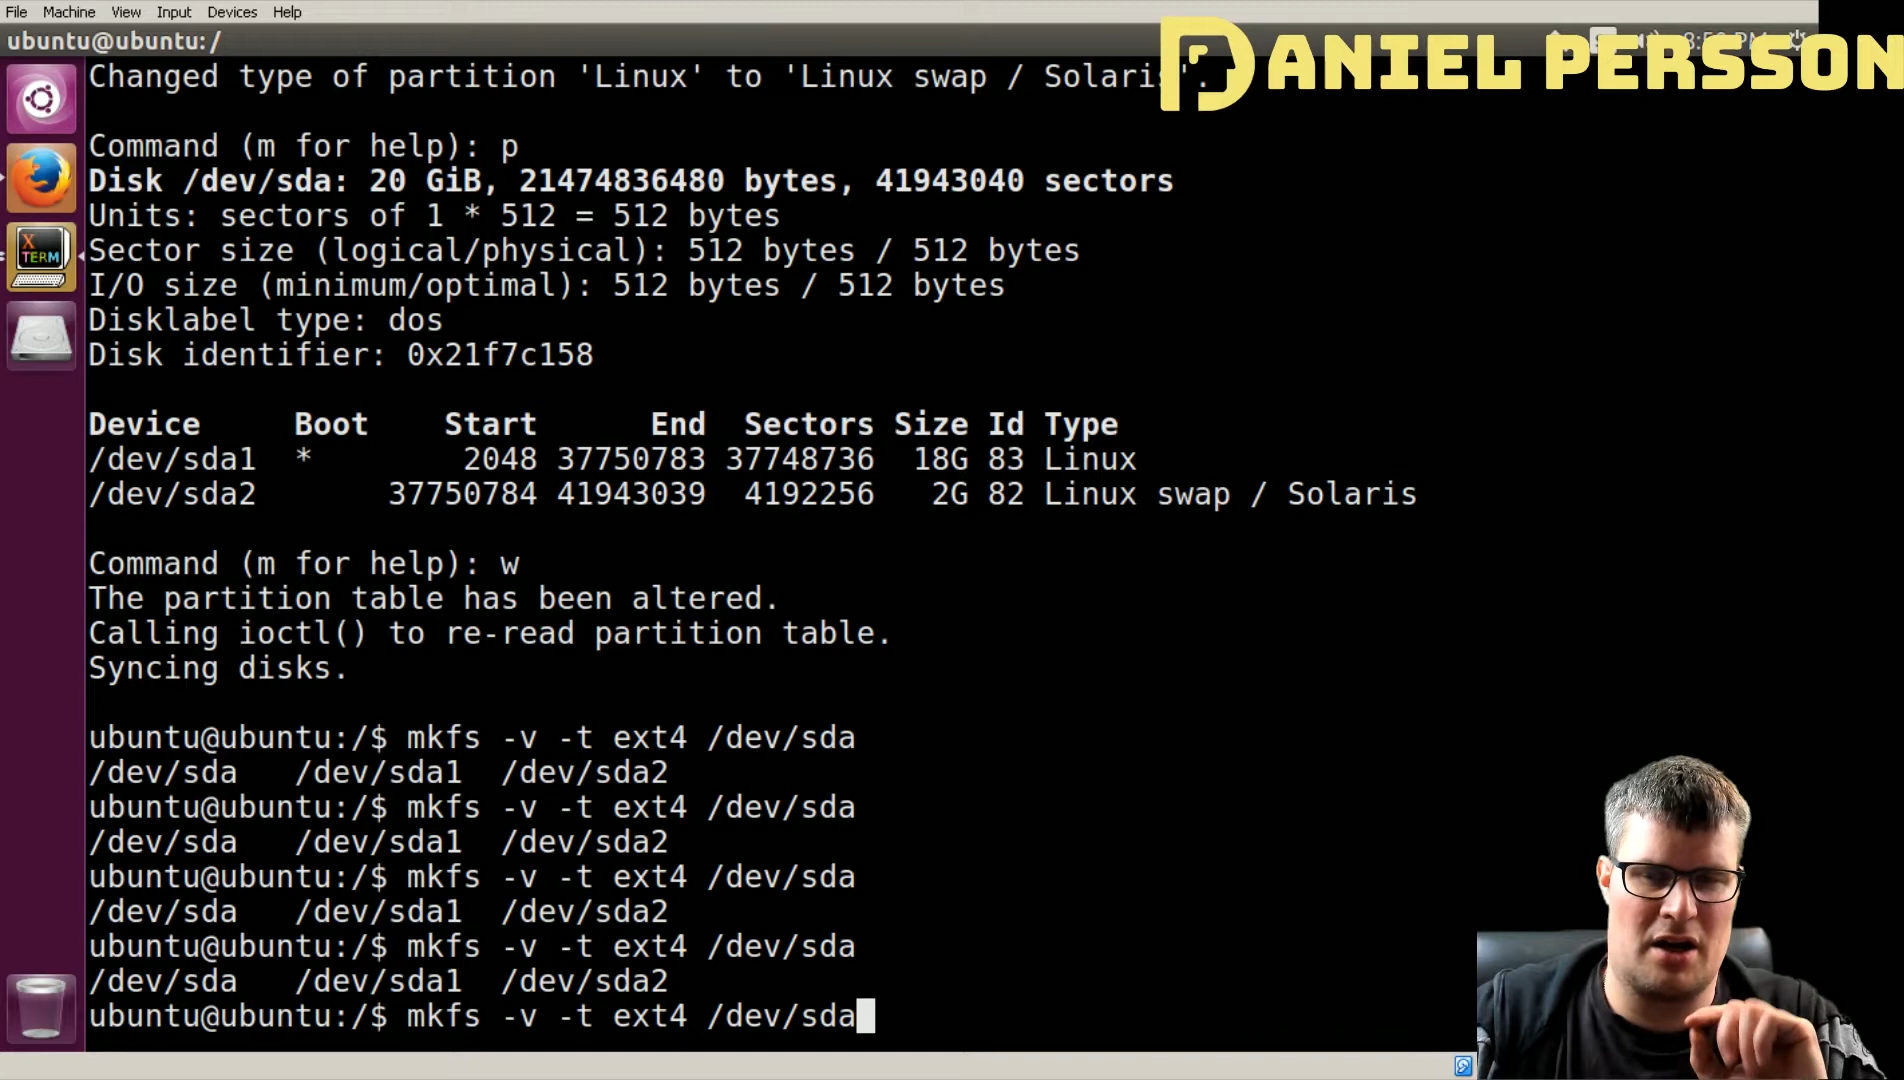 File Machine View Input Devices Help
ubuntu@ubuntu: /
DANIEL PERSSON
Changed type of partition 'Linux' to 'Linux swap / Solaris'.
Command (m for help): p
Disk /dev/sda: 20 GiB, 21474836480 bytes, 41943040 sectors
Units: sectors of 1 * 512 = 512 bytes
Sector size (logical/physical): 512 bytes / 512 bytes
I/O size (minimum/optimal): 512 bytes / 512 bytes
Disklabel type: dos
Disk identifier: 0x21f7c158
Device Boot Start End Sectors Size Id Type
/dev/sda1 * 2048 37750783 37748736 18G 83 Linux
/dev/sda2 37750784 41943039 4192256 2G 82 Linux swap / Solaris
Command (m for help): w
The partition table has been altered.
Calling ioctl() to re-read partition table.
Syncing disks.
ubuntu@ubuntu:/$ mkfs -v -t ext4 /dev/sda
/dev/sda /dev/sda1 /dev/sda2
ubuntu@ubuntu:/$ mkfs -v -t ext4 /dev/sda
/dev/sda /dev/sda1 /dev/sda2
ubuntu@ubuntu:/$ mkfs -v -t ext4 /dev/sda
/dev/sda /dev/sda1 /dev/sda2
ubuntu@ubuntu:/$ mkfs -v -t ext4 /dev/sda
/dev/sda /dev/sda1 /dev/sda2
ubuntu@ubuntu:/$ mkfs -v -t ext4 /dev/sda
X
TERM